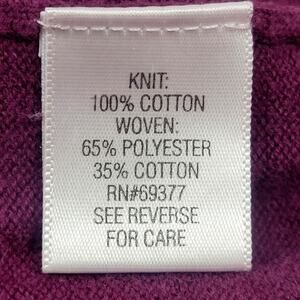 KNIT:
100% COTTON
WOVEN:
65% POLYESTER
35% COTTON
RN#69377
SEE REVERSE
FOR CARE